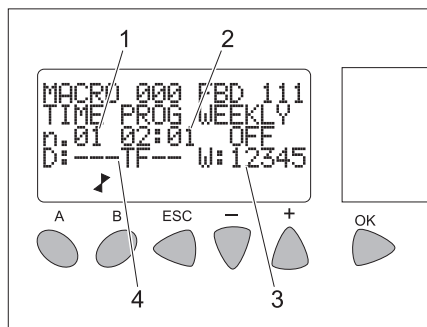 1 2
MACRO 000 FBD 111
TIME PROG WEEKLY
n.01 02:01 OFF
D:---TF-- W:12345
A B ESC − + OK
4 3